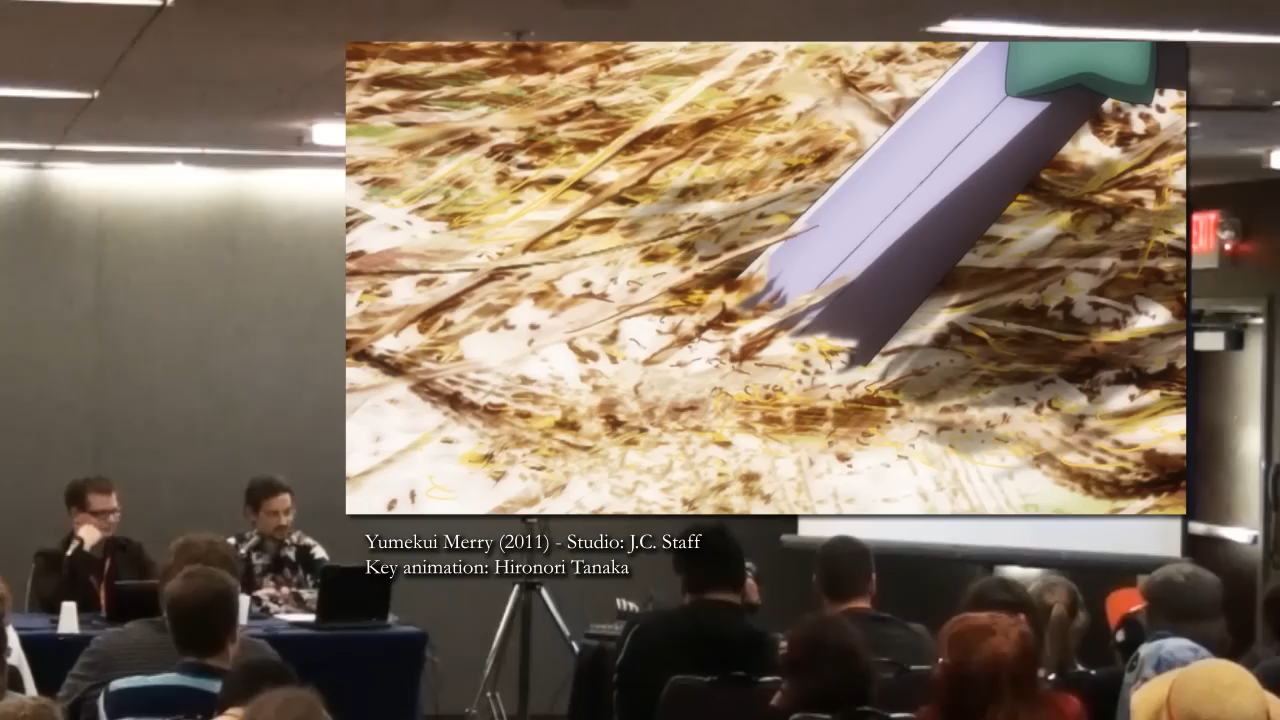 Yumekui Merry (2011) - Studio: J.C. Staff
Key animation: Hironori Tanaka